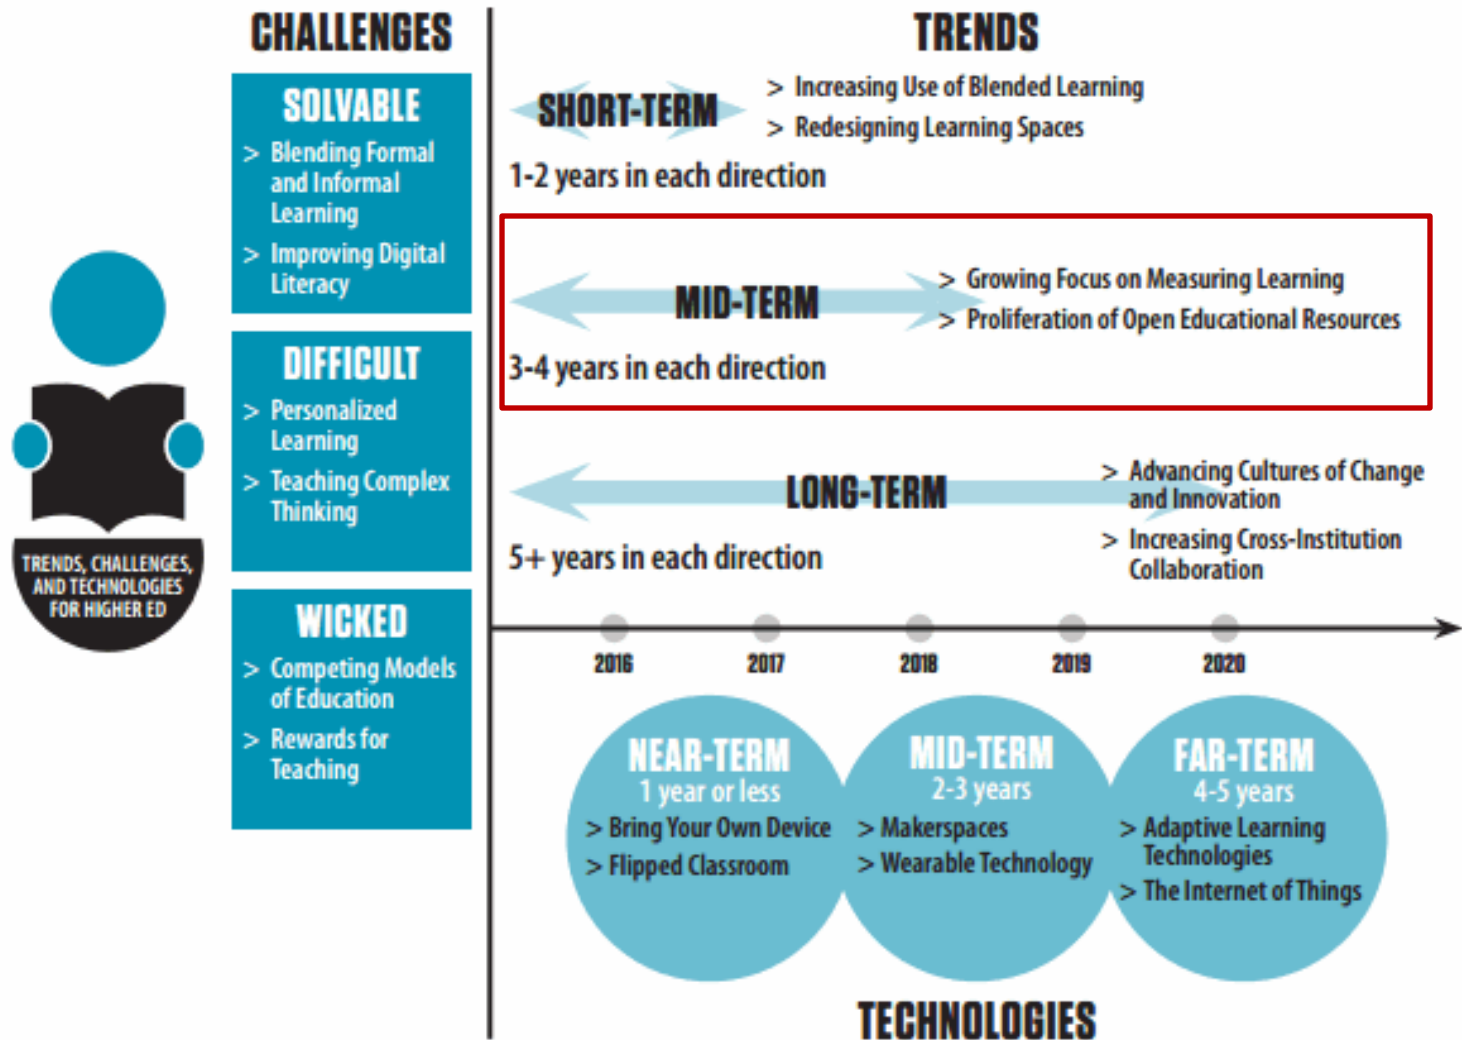 CHALLENGES
SOLVABLE
> Blending Formal
and Informal
Learning
> Improving Digital
Literacy
DIFFICULT
> Personalized
Learning
> Teaching Complex
Thinking
WICKED
> Competing Models
of Education
> Rewards for
Teaching
TRENDS, CHALLENGES,
AND TECHNOLOGIES
FOR HIGHER ED
TRENDS
SHORT-TERM
> Increasing Use of Blended Learning
> Redesigning Learning Spaces
1-2 years in each direction
MID-TERM
> Growing Focus on Measuring Learning
> Proliferation of Open Educational Resources
3-4 years in each direction
LONG-TERM
> Advancing Cultures of Change
and Innovation
> Increasing Cross-Institution
Collaboration
5+ years in each direction
2016 2017 2018 2019 2020
NEAR-TERM
1 year or less
> Bring Your Own Device
> Flipped Classroom
MID-TERM
2-3 years
> Makerspaces
> Wearable Technology
FAR-TERM
4-5 years
> Adaptive Learning
Technologies
> The Internet of Things
TECHNOLOGIES